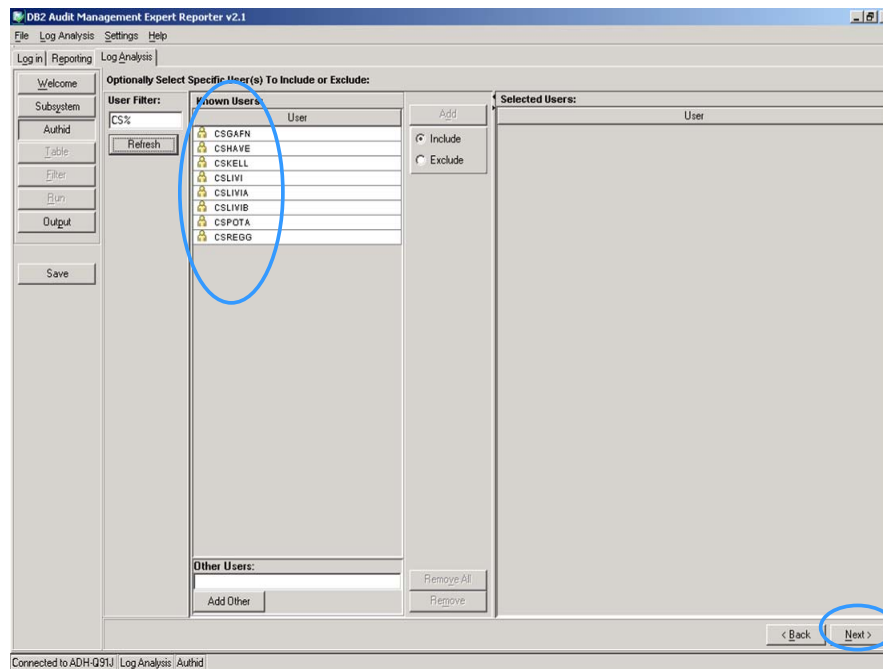 DB2 Audit Management Expert Reporter v2.1
File Log Analysis Settings Help
Log in Reporting Log Analysis
Optionally Select Specific User(s) To Include or Exclude:
Welcome
Subsystem
Authid
Table
Filter
Run
Output
Save
User Filter:
CS%
Refresh
Known Users:
User
CSGAFN
CSHAVE
CSKELL
CSLIVI
CSLIVIA
CSLIVIB
CSPOTA
CSREGG
Other Users:
Add Other
Add
Include
Exclude
Remove All
Remove
Selected Users:
User
< Back Next >
Connected to ADH-Q91J Log Analysis Authid